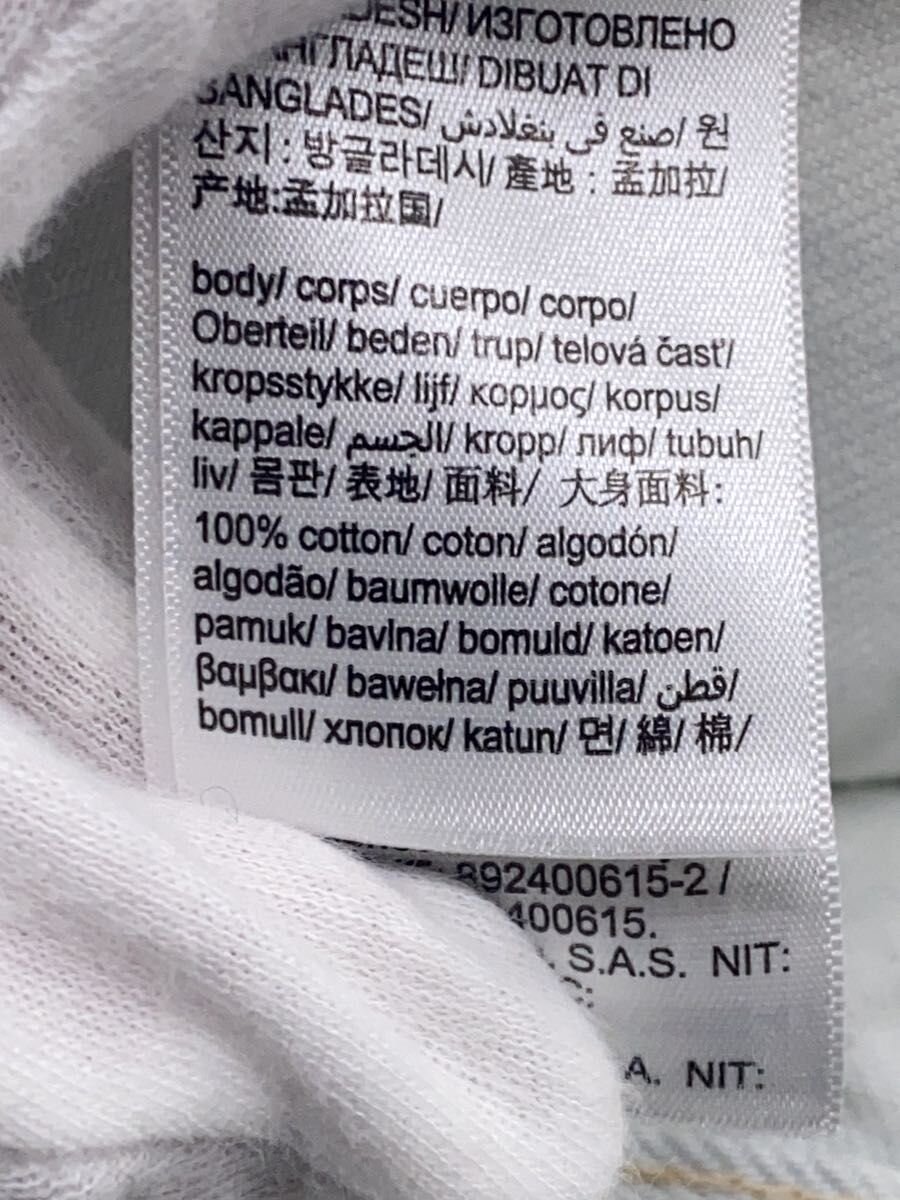 DESH/ ИЗГОТОВЛЕНО
БАНГЛАДЕШ/ DIBUAT DI
BANGLADES/ صنع في بنغلادش/ 원
산지 : 방글라데시/ 產地 : 孟加拉/
产地:孟加拉国/
body/ corps/ cuerpo/ corpo/
Oberteil/ beden/ trup/ telová časť/
kropsstykke/ lijf/ κορμος/ korpus/
kappale/ الجسم/ kropp/ лиф/ tubuh/
liv/ 몸판/ 表地/ 面料/ 大身面料:
100% cotton/ coton/ algodón/
algodão/ baumwolle/ cotone/
pamuk/ bavlna/ bomuld/ katoen/
βαμβακι/ bawełna/ puuvilla/ قطن/
bomull/ хлопок/ katun/ 면/ 綿/ 棉/
892400615-2 /
400615.
S.A.S. NIT:
A. NIT: